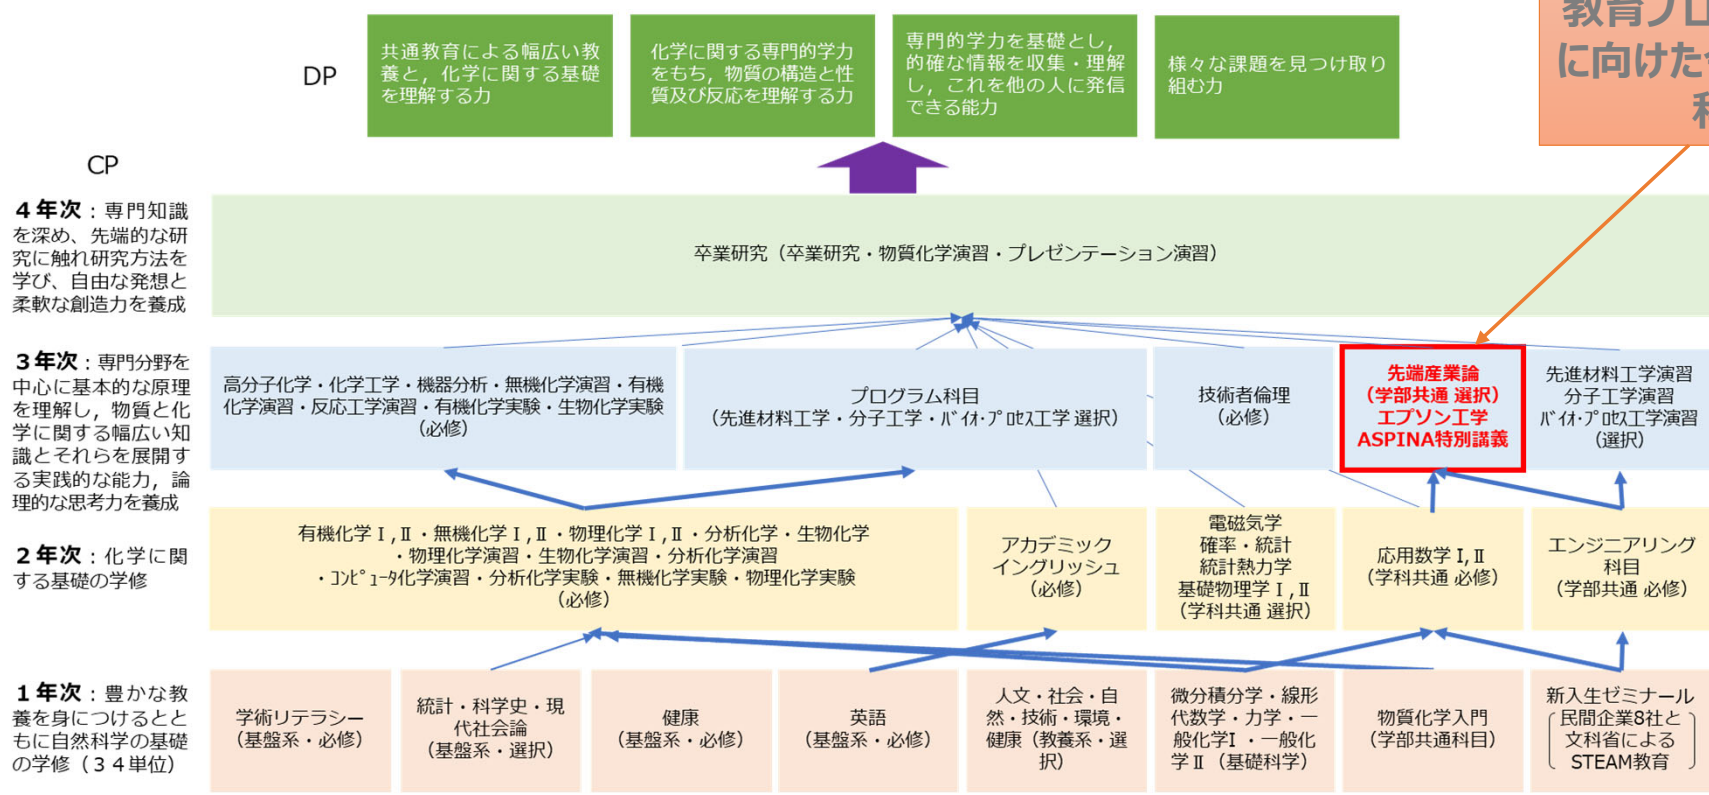 DP
共通教育による幅広い教
養と，化学に関する基礎
を理解する力
化学に関する専門的学力
をもち，物質の構造と性
質及び反応を理解する力
専門的学力を基礎とし，
的確な情報を収集・理解
し，これを他の人に発信
できる能力
様々な課題を見つけ取り
組む力
教育プロ
に向けた
CP
4年次：専門知識
を深め、先端的な研
究に触れ研究方法を
学び、自由な発想と
柔軟な創造力を養成
卒業研究（卒業研究・物質化学演習・プレゼンテーション演習）
3年次：専門分野を
中心に基本的な原理
を理解し，物質と化
学に関する幅広い知
識とそれらを展開す
る実践的な能力，論
理的な思考力を養成
高分子化学・化学工学・機器分析・無機化学演習・有機
化学演習・反応工学演習・有機化学実験・生物化学実験
（必修）
プログラム科目
（先進材料工学・分子工学・ﾊﾞｲｵ･ﾌﾟﾛｾｽ工学 選択）
技術者倫理
（必修）
先端産業論
（学部共通 選択）
エプソン工学
ASPINA特別講義
先進材料工学演習
分子工学演習
ﾊﾞｲｵ･ﾌﾟﾛｾｽ工学演習
（選択）
2年次：化学に関
する基礎の学修
有機化学Ⅰ,Ⅱ・無機化学Ⅰ,Ⅱ・物理化学Ⅰ,Ⅱ・分析化学・生物化学
・物理化学演習・生物化学演習・分析化学演習
・ｺﾝﾋﾟｭｰﾀ化学演習・分析化学実験・無機化学実験・物理化学実験
（必修）
アカデミック
イングリッシュ
（必修）
電磁気学
確率・統計
統計熱力学
基礎物理学Ⅰ,Ⅱ
（学科共通 選択）
応用数学Ⅰ,Ⅱ
（学科共通 必修）
エンジニアリング
科目
（学部共通 必修）
1年次：豊かな教
養を身につけるとと
もに自然科学の基礎
の学修（３４単位）
学術リテラシー
（基盤系・必修）
統計・科学史・現
代社会論
（基盤系・選択）
健康
（基盤系・必修）
英語
（基盤系・必修）
人文・社会・自
然・技術・環境・
健康（教養系・選
択）
微分積分学・線形
代数学・力学・一
般化学Ⅰ・一般化
学Ⅱ（基礎科学）
物質化学入門
（学部共通科目）
新入生ゼミナール
民間企業8社と
文科省による
STEAM教育